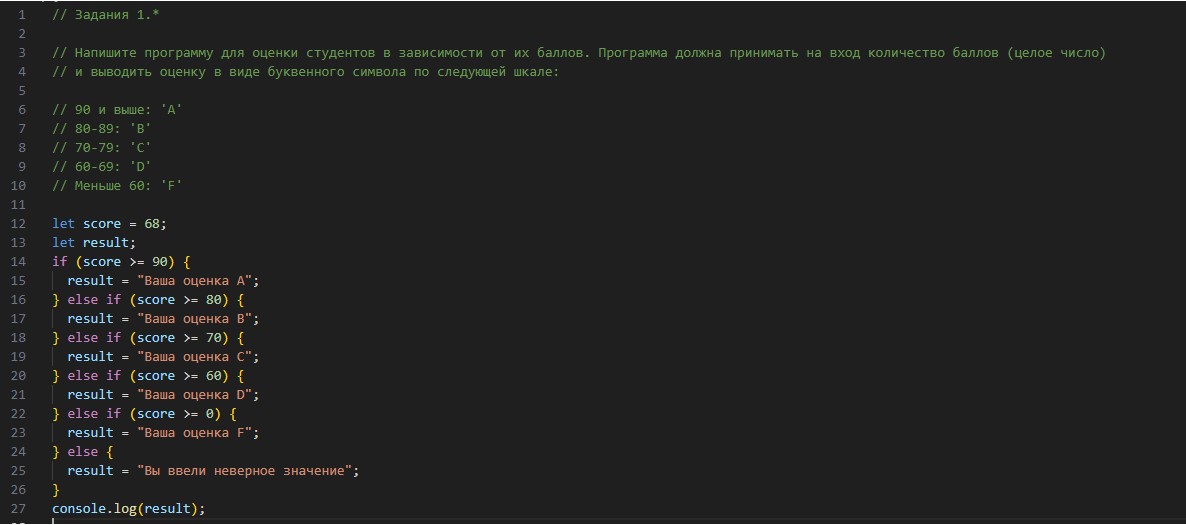 1 // Задания 1.*
2
3 // Напишите программу для оценки студентов в зависимости от их баллов. Программа должна принимать на вход количество баллов (целое число)
4 // и выводить оценку в виде буквенного символа по следующей шкале:
5
6 // 90 и выше: 'A'
7 // 80-89: 'B'
8 // 70-79: 'C'
9 // 60-69: 'D'
10 // Меньше 60: 'F'
11
12 let score = 68;
13 let result;
14 if (score >= 90) {
15 result = "Ваша оценка A";
16 } else if (score >= 80) {
17 result = "Ваша оценка B";
18 } else if (score >= 70) {
19 result = "Ваша оценка C";
20 } else if (score >= 60) {
21 result = "Ваша оценка D";
22 } else if (score >= 0) {
23 result = "Ваша оценка F";
24 } else {
25 result = "Вы ввели неверное значение";
26 }
27 console.log(result);